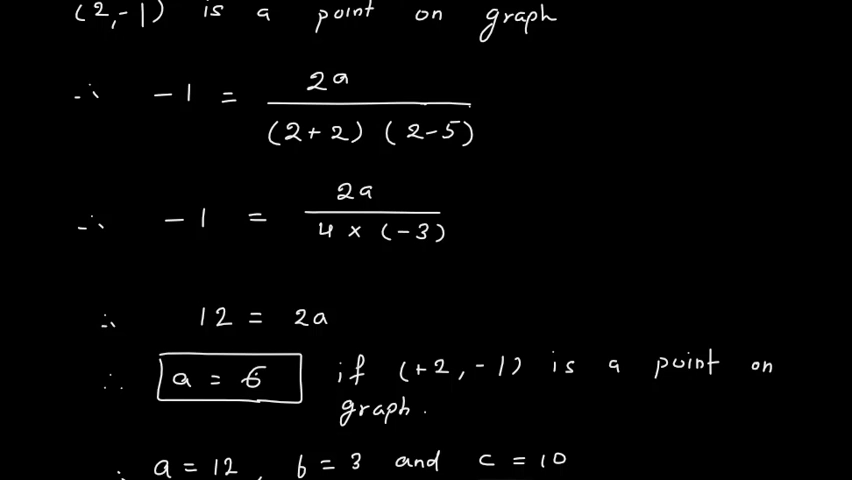 (2,-1) is a point on graph
∴ -1 = 2a / (2+2) (2-5)
∴ -1 = 2a / 4 × (-3)
∴ 12 = 2a
∴ a = 6 if (+2, -1) is a point on
graph.
∴ a = 12, b = 3 and c = 10